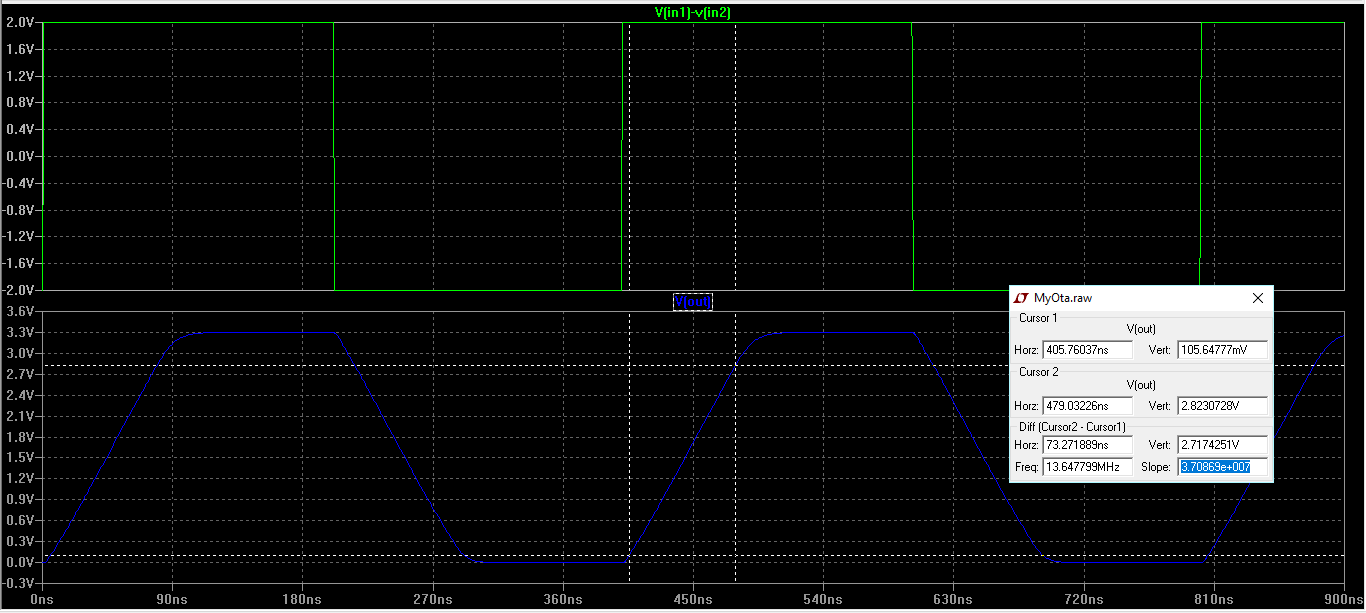 V(in1)-v(in2)
2.0V
1.6V
1.2V
0.8V
0.4V
0.0V
-0.4V
-0.8V
-1.2V
-1.6V
-2.0V
V(out)
3.6V
3.3V
3.0V
2.7V
2.4V
2.1V
1.8V
1.5V
1.2V
0.9V
0.6V
0.3V
0.0V
-0.3V
0ns 90ns 180ns 270ns 360ns 450ns 540ns 630ns 720ns 810ns 900ns
MyOta.raw
Cursor 1
V(out)
Horz: 405.76037ns Vert: 105.64777mV
Cursor 2
V(out)
Horz: 479.03226ns Vert: 2.8230728V
Diff (Cursor2 - Cursor1)
Horz: 73.271889ns Vert: 2.7174251V
Freq: 13.647799MHz Slope: 3.70869e+007